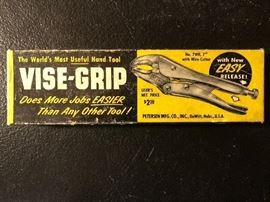 The World's Most Useful Hand Tool
VISE-GRIP
Does More Jobs EASIER
Than Any Other Tool!
No. 7WR, 7"
with Wire Cutter
with New
EASY
RELEASE!
USER'S
NET. PRICE
PETERSEN MFG. CO., INC., DeWitt, Nebr., U.S.A.